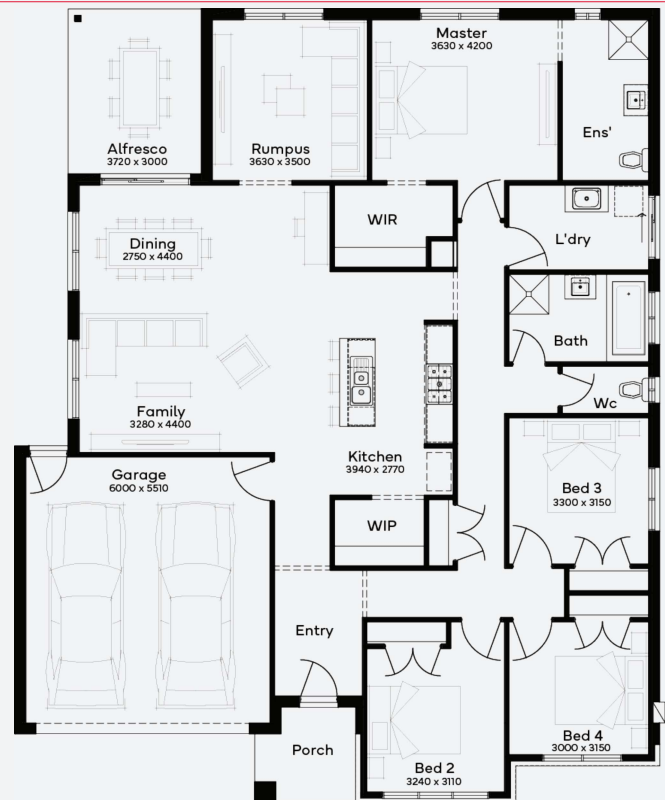 Master
3630 x 4200
Ens'
Alfresco
3720 x 3000
Rumpus
3630 x 3500
WIR
L'dry
Dining
2750 x 4400
Bath
Wc
Family
3280 x 4400
Kitchen
3940 x 2770
Garage
6000 x 5510
Bed 3
3300 x 3150
WIP
Entry
Porch
Bed 2
3240 x 3110
Bed 4
3000 x 3150